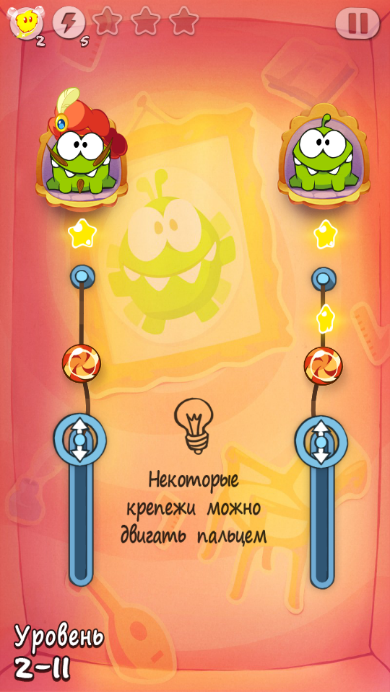 2
5
Некоторые
крепежи можно
двигать пальцем
Уровень
2-11